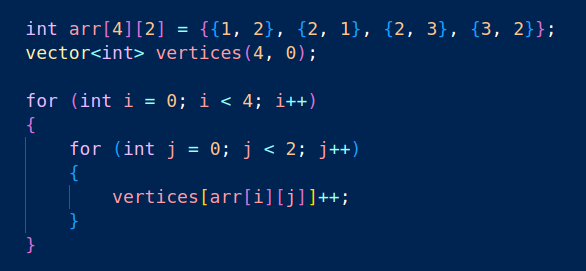 int arr[4][2] = {{1, 2}, {2, 1}, {2, 3}, {3, 2}};
vector<int> vertices(4, 0);

for (int i = 0; i < 4; i++)
{
    for (int j = 0; j < 2; j++)
    {
        vertices[arr[i][j]]++;
    }
}